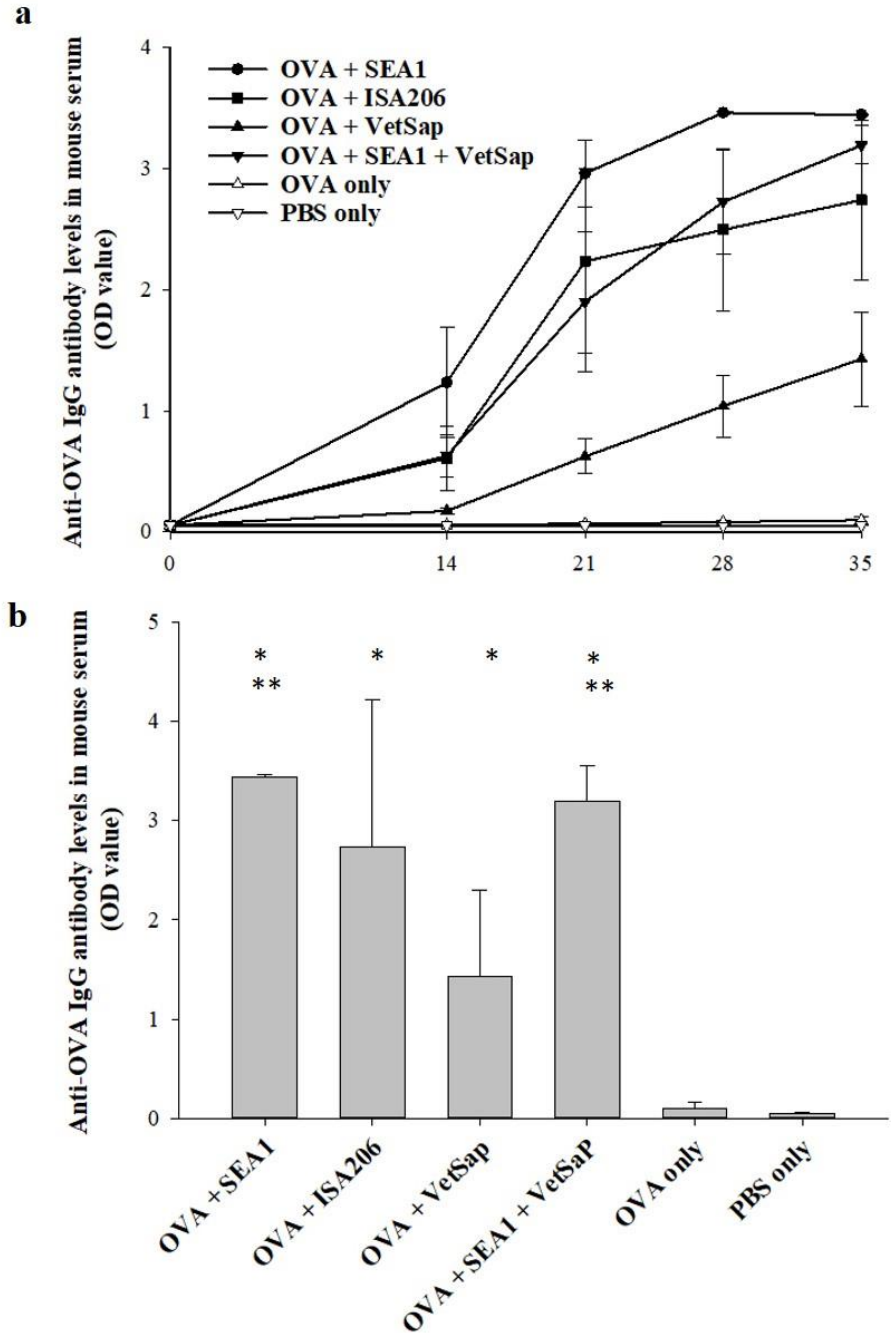 a
Anti-OVA IgG antibody levels in mouse serum
(OD value)
4
3
2
1
0
OVA + SEA1
OVA + ISA206
OVA + VetSap
OVA + SEA1 + VetSap
OVA only
PBS only
0 14 21 28 35
b
Anti-OVA IgG antibody levels in mouse serum
(OD value)
5
4
3
2
1
0
* * * *
** **
OVA + SEA1
OVA + ISA206
OVA + VetSap
OVA + SEA1 + VetSaP
OVA only
PBS only